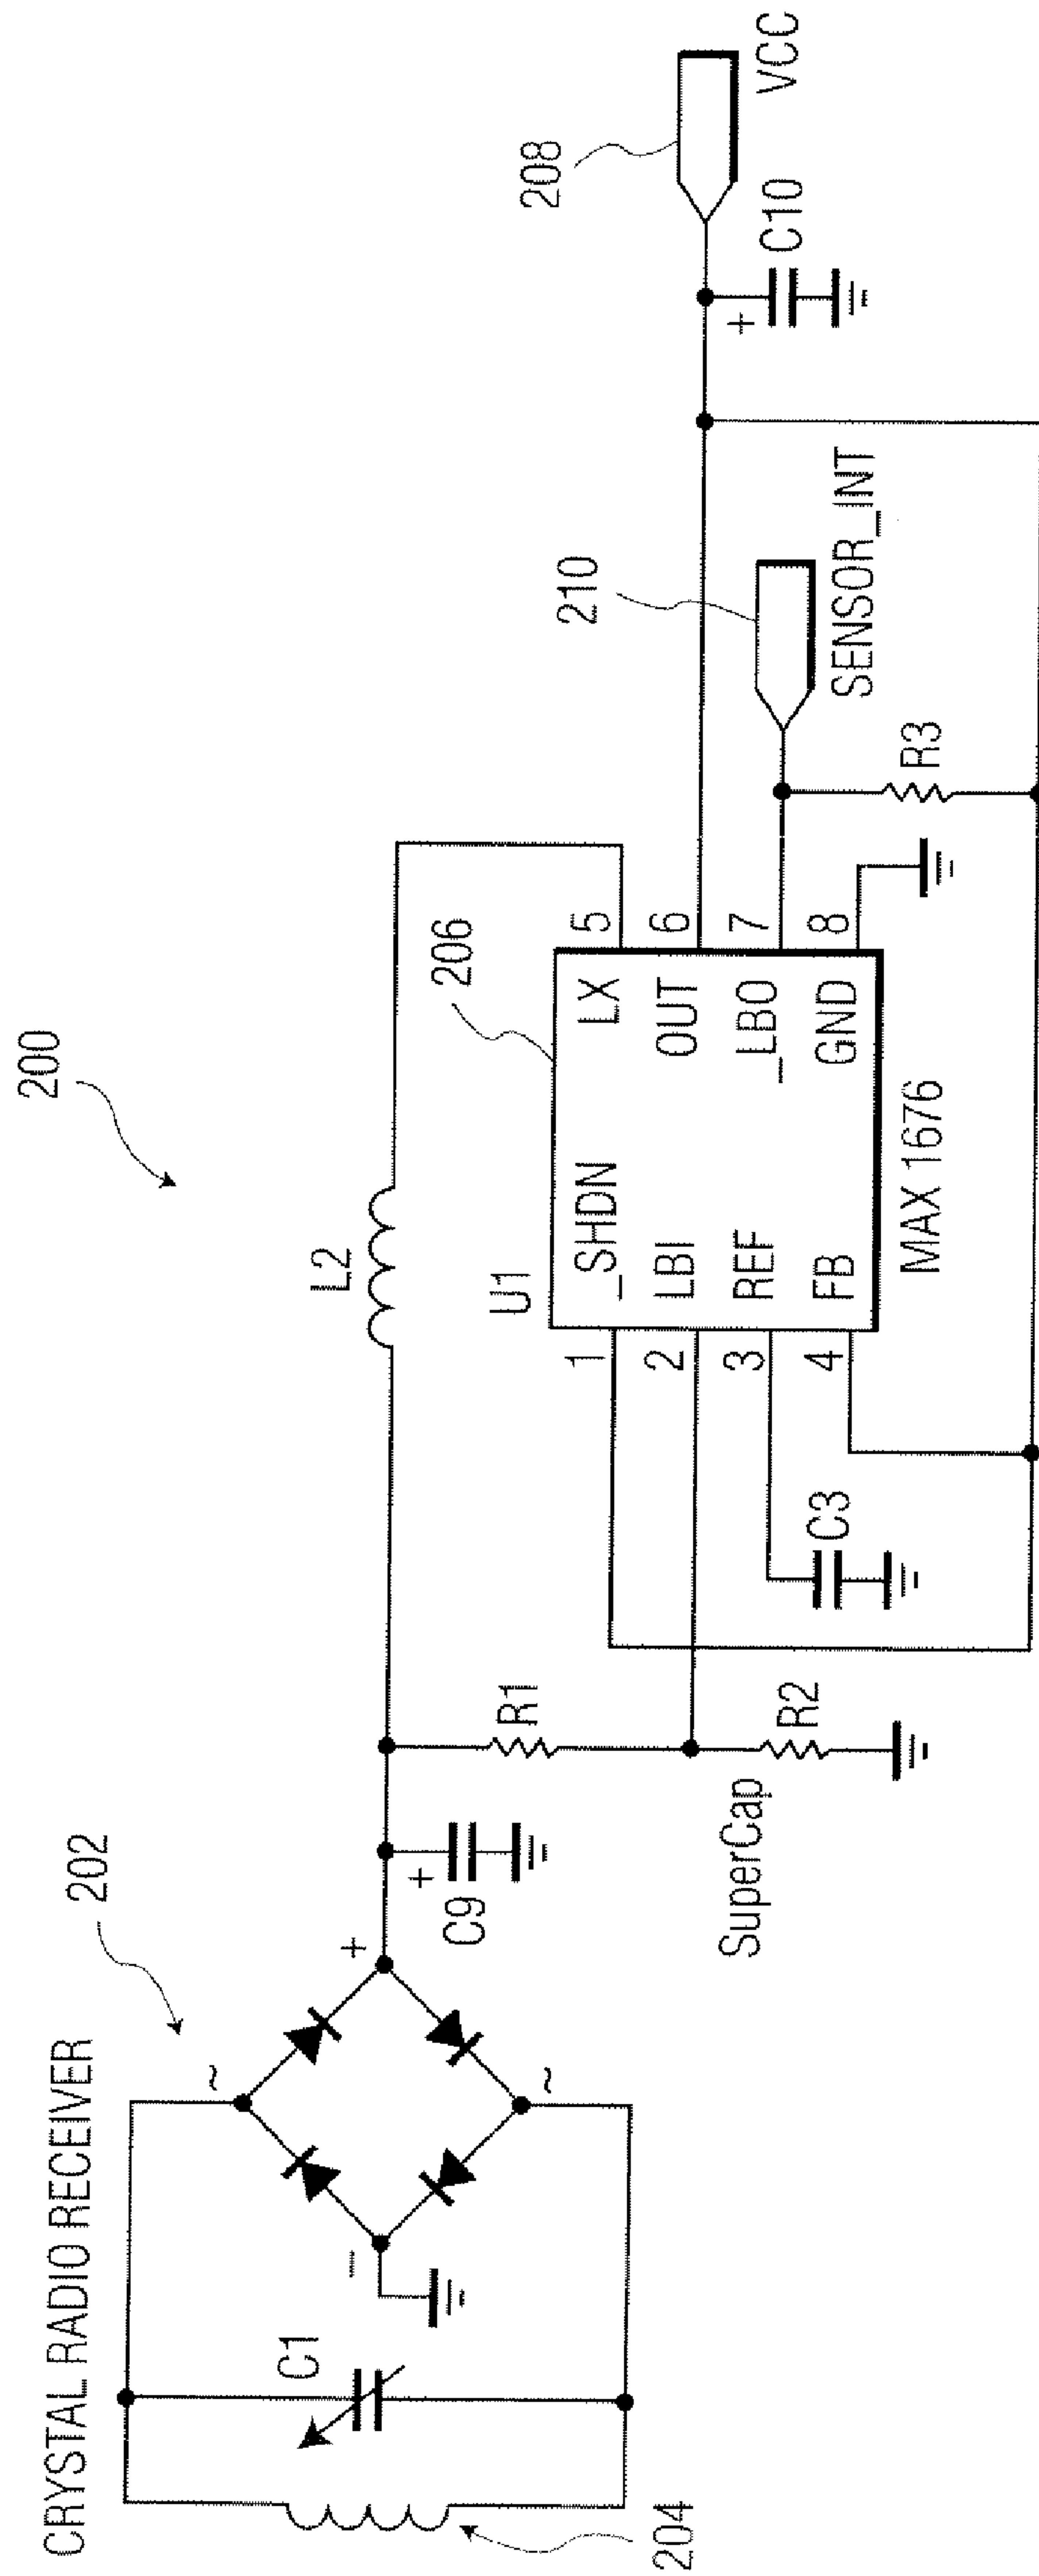 200
CRYSTAL RADIO RECEIVER
202
204
C1
~
~
+
-
+
C9
SuperCap
R1
R2
L2
U1
206
1
2
3
4
_SHDN
LBI
REF
FB
LX
OUT
_LBO
GND
5
6
7
8
MAX 1676
C3
R3
210
SENSOR_INT
208
VCC
+
C10